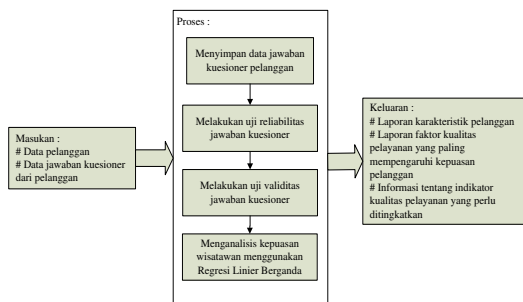 Masukan :
# Data pelanggan
# Data jawaban kuesioner
dari pelanggan
Proses :
Menyimpan data jawaban
kuesioner pelanggan
Melakukan uji reliabilitas
jawaban kuesioner
Melakukan uji validitas
jawaban kuesioner
Menganalisis kepuasan
wisatawan menggunakan
Regresi Linier Berganda
Keluaran :
# Laporan karakteristik pelanggan
# Laporan faktor kualitas
pelayanan yang paling
mempengaruhi kepuasan
pelanggan
# Informasi tentang indikator
kualitas pelayanan yang perlu
ditingkatkan